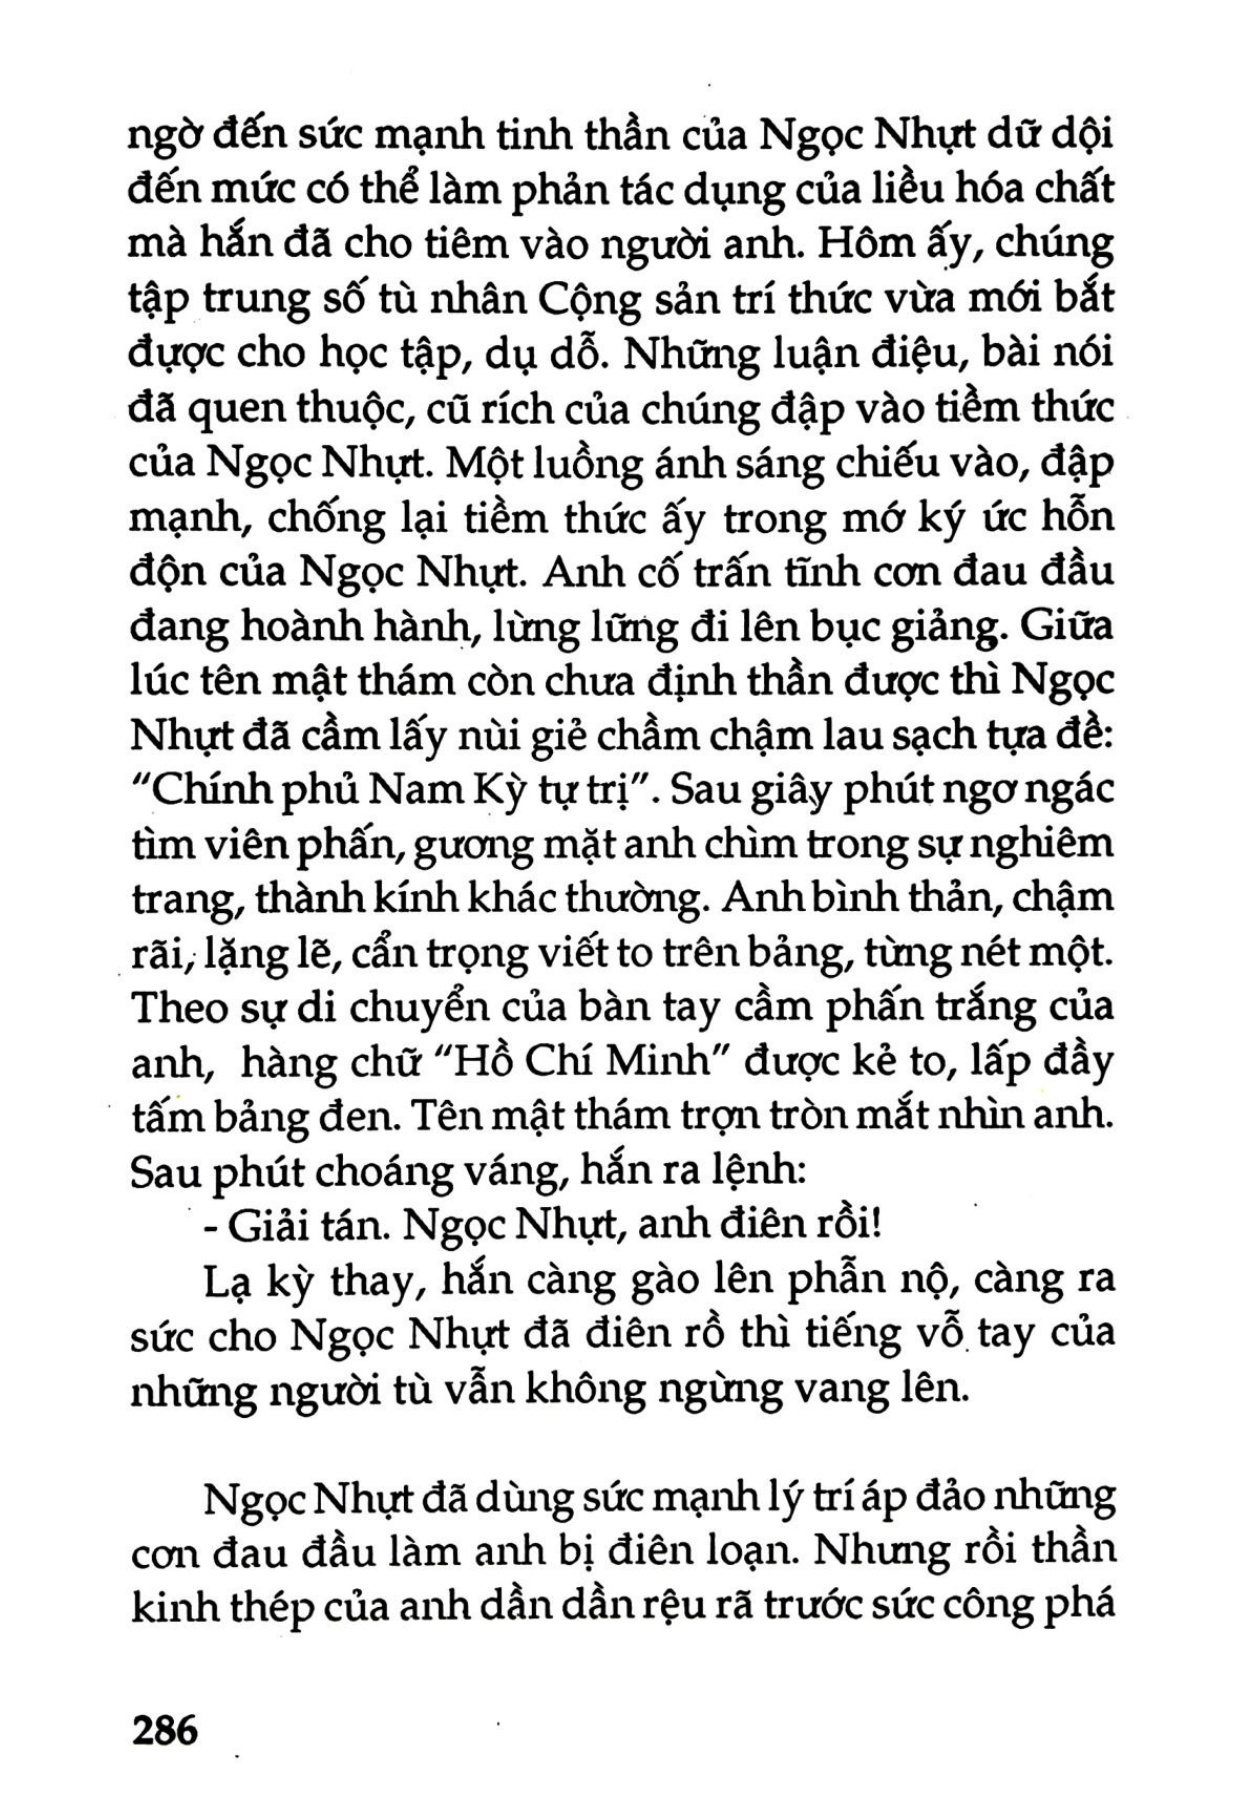 ngờ đến sức mạnh tinh thần của Ngọc Nhựt dữ dội
đến mức có thể làm phản tác dụng của liều hóa chất
mà hắn đã cho tiêm vào người anh. Hôm ấy, chúng
tập trung số tù nhân Cộng sản trí thức vừa mới bắt
được cho học tập, dụ dỗ. Những luận điệu, bài nói
đã quen thuộc, cũ rích của chúng đập vào tiềm thức
của Ngọc Nhựt. Một luồng ánh sáng chiếu vào, đập
mạnh, chống lại tiềm thức ấy trong mớ ký ức hỗn
độn của Ngọc Nhựt. Anh cố trấn tĩnh cơn đau đầu
đang hoành hành, lừng lững đi lên bục giảng. Giữa
lúc tên mật thám còn chưa định thần được thì Ngọc
Nhựt đã cầm lấy nùi giẻ chầm chậm lau sạch tựa đề:
"Chính phủ Nam Kỳ tự trị". Sau giây phút ngơ ngác
tìm viên phấn, gương mặt anh chìm trong sự nghiêm
trang, thành kính khác thường. Anh bình thản, chậm
rãi, lặng lẽ, cẩn trọng viết to trên bảng, từng nét một.
Theo sự di chuyển của bàn tay cầm phấn trắng của
anh, hàng chữ "Hồ Chí Minh" được kẻ to, lấp đầy
tấm bảng đen. Tên mật thám trợn tròn mắt nhìn anh.
Sau phút choáng váng, hắn ra lệnh:
- Giải tán. Ngọc Nhựt, anh điên rồi!
Lạ kỳ thay, hắn càng gào lên phẫn nộ, càng ra
sức cho Ngọc Nhựt đã điên rồ thì tiếng vỗ tay của
những người tù vẫn không ngừng vang lên.
Ngọc Nhựt đã dùng sức mạnh lý trí áp đảo những
cơn đau đầu làm anh bị điên loạn. Nhưng rồi thần
kinh thép của anh dần dần rệu rã trước sức công phá
286